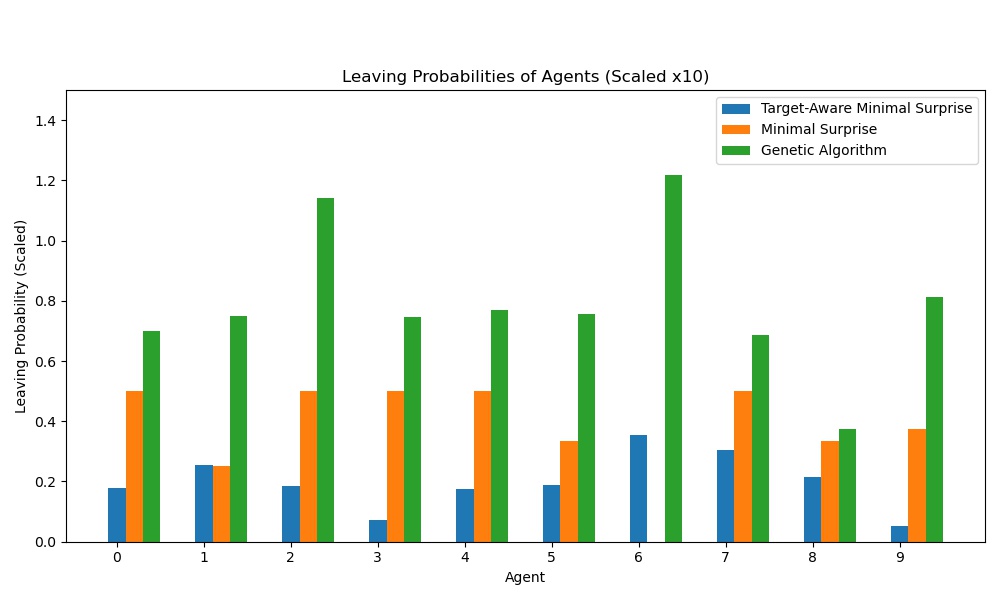 Leaving Probabilities of Agents (Scaled x10)
Target-Aware Minimal Surprise
Minimal Surprise
Genetic Algorithm
Leaving Probability (Scaled)
1.4
1.2
1.0
0.8
0.6
0.4
0.2
0.0
0 1 2 3 4 5 6 7 8 9
Agent